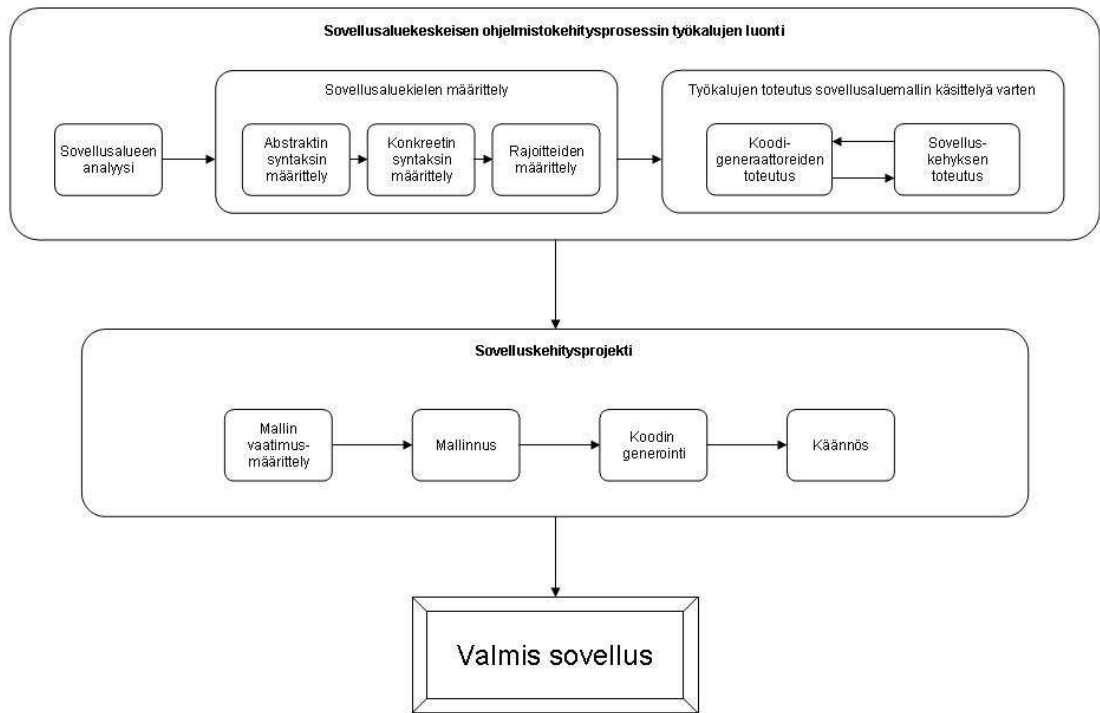 Sovellusaluekeskeisen ohjelmistokehitysprosessin työkalujen luonti
Sovellusalueen
analyysi
Sovellusaluekielen määrittely
Abstraktin
syntaksin
määrittely
Konkreetin
syntaksin
määrittely
Rajoitteiden
määrittely
Työkalujen toteutus sovellusaluemallin käsittelyä varten
Koodi-
generaattoreiden
toteutus
Sovellus-
kehyksen
toteutus
Sovelluskehitysprojekti
Mallin
vaatimus-
määrittely
Mallinnus
Koodin
generointi
Käännös
Valmis sovellus